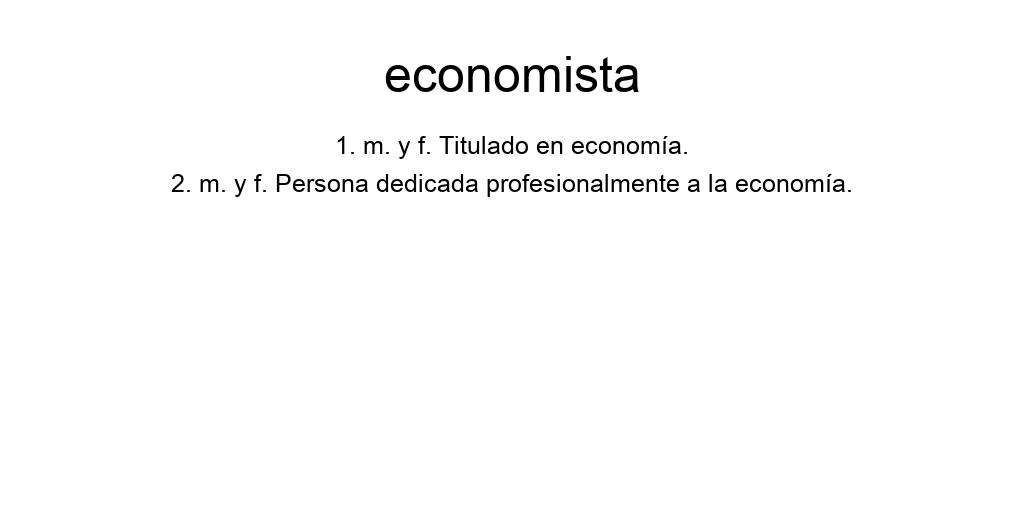 economista
1. m. y f. Titulado en economía.
2. m. y f. Persona dedicada profesionalmente a la economía.